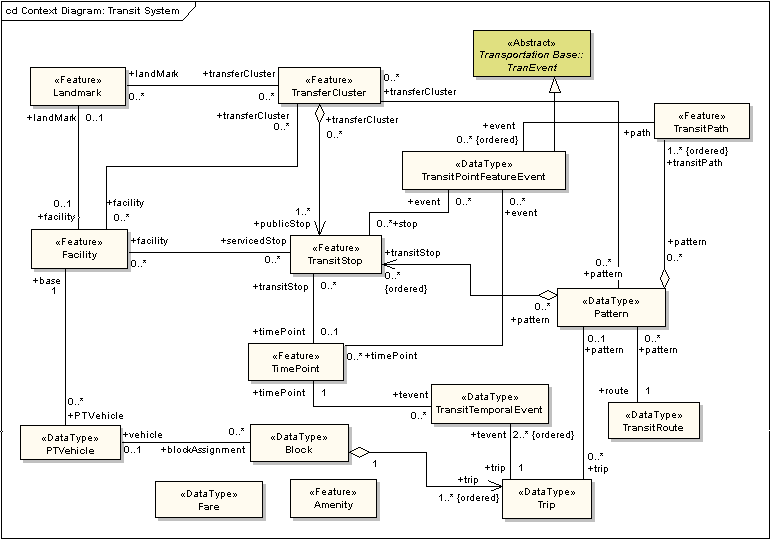 cd Context Diagram: Transit System
«Abstract»
Transportation Base::
TranEvent
«Feature»
Landmark
+landMark
0..*
+transferCluster
0..*
«Feature»
TransferCluster
0..*
+transferCluster
+landMark
0..1
+transferCluster
0..*
+transferCluster
0..*
+event
0..* {ordered}
+path
«Feature»
TransitPath
1..* {ordered}
+transitPath
«DataType»
TransitPointFeatureEvent
0..1
+facility
+facility
0..*
1..*
+publicStop
+event
0..*
0..*
+event
0..*
+stop
«Feature»
Facility
+facility
0..*
+servicedStop
0..*
«Feature»
TransitStop
+transitStop
0..*
{ordered}
+pattern
0..*
0..*
+pattern
+base
1
+transitStop
0..*
0..*
+pattern
«DataType»
Pattern
+timePoint
0..1
0..1
+pattern
0..*
+pattern
«Feature»
TimePoint
0..*
+timePoint
+timePoint
1
+tevent
0..*
«DataType»
TransitTemporalEvent
+route
1
«DataType»
TransitRoute
0..*
+PTVehicle
«DataType»
PTVehicle
+vehicle
0..1
0..*
+blockAssignment
«DataType»
Block
1
+tevent
2..* {ordered}
+trip
1
0..*
+trip
+trip
1..* {ordered}
«DataType»
Trip
«DataType»
Fare
«Feature»
Amenity